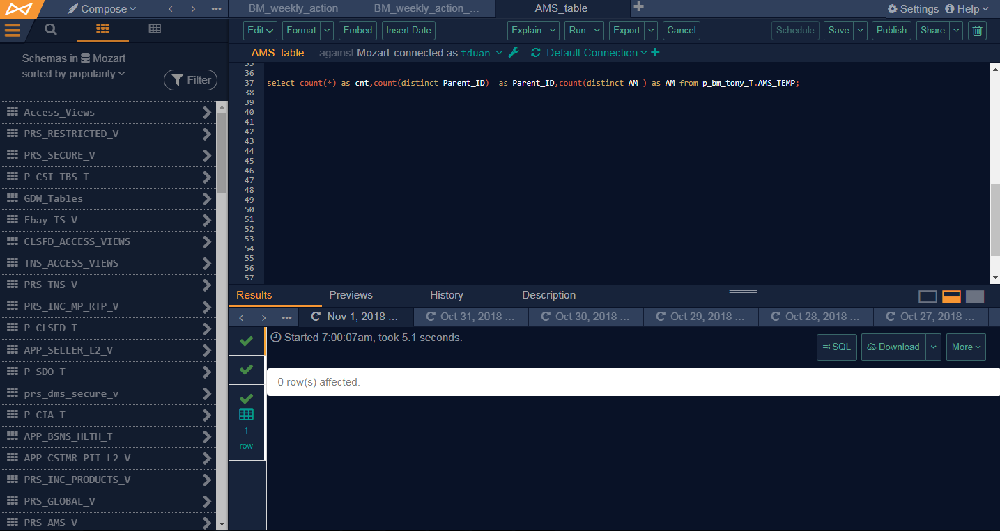 Compose
BM_weekly_action
BM_weekly_action_...
AMS_table
Settings
Help
Edit
Format
Embed
Insert Date
Explain
Run
Export
Cancel
Schedule
Save
Publish
Share
AMS_table against Mozart connected as tduan
Default Connection
Schemas in Mozart
sorted by popularity
Filter
Access_Views
PRS_RESTRICTED_V
PRS_SECURE_V
P_CSI_TBS_T
GDW_Tables
Ebay_TS_V
CLSFD_ACCESS_VIEWS
TNS_ACCESS_VIEWS
PRS_TNS_V
PRS_INC_MP_RTP_V
P_CLSFD_T
APP_SELLER_L2_V
P_SDO_T
prs_dms_secure_v
P_CIA_T
APP_BSNS_HLTH_T
APP_CSTMR_PII_L2_V
PRS_INC_PRODUCTS_V
PRS_GLOBAL_V
PRS_AMS_V
35
36
37 select count(*) as cnt,count(distinct Parent_ID)  as Parent_ID,count(distinct AM ) as AM from p_bm_tony_T.AMS_TEMP;
38
39
40
41
42
43
44
45
46
47
48
49
50
51
52
53
54
55
56
57
Results
Previews
History
Description
Nov 1, 2018 ...
Oct 31, 2018 ...
Oct 30, 2018 ...
Oct 29, 2018 ...
Oct 28, 2018 ...
Oct 27, 2018 ...
Started 7:00:07am, took 5.1 seconds.
SQL
Download
More
0 row(s) affected.
1
row